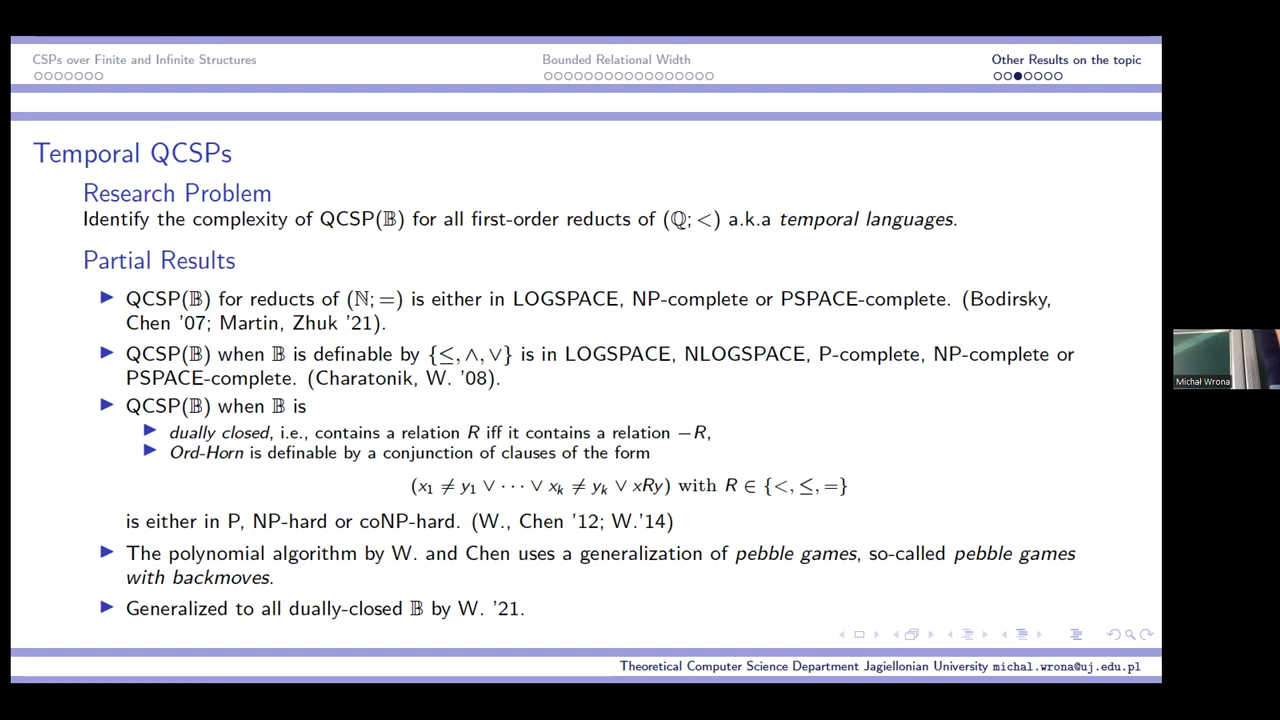 CSPs over Finite and Infinite Structures
Bounded Relational Width
Other Results on the topic
Temporal QCSPs
Research Problem
Identify the complexity of QCSP(𝔹) for all first-order reducts of (ℚ; <) a.k.a temporal languages.
Partial Results
QCSP(𝔹) for reducts of (ℕ; =) is either in LOGSPACE, NP-complete or PSPACE-complete. (Bodirsky,
Chen '07; Martin, Zhuk '21).
QCSP(𝔹) when 𝔹 is definable by {≤, ∧, ∨} is in LOGSPACE, NLOGSPACE, P-complete, NP-complete or
PSPACE-complete. (Charatonik, W. '08).
QCSP(𝔹) when 𝔹 is
dually closed, i.e., contains a relation R iff it contains a relation −R,
Ord-Horn is definable by a conjunction of clauses of the form
(x₁ ≠ y₁ ∨ ⋯ ∨ xₖ ≠ yₖ ∨ xRy) with R ∈ {<, ≤, =}
is either in P, NP-hard or coNP-hard. (W., Chen '12; W.'14)
The polynomial algorithm by W. and Chen uses a generalization of pebble games, so-called pebble games
with backmoves.
Generalized to all dually-closed 𝔹 by W. '21.
Theoretical Computer Science Department Jagiellonian University michal.wrona@uj.edu.pl
Michał Wrona